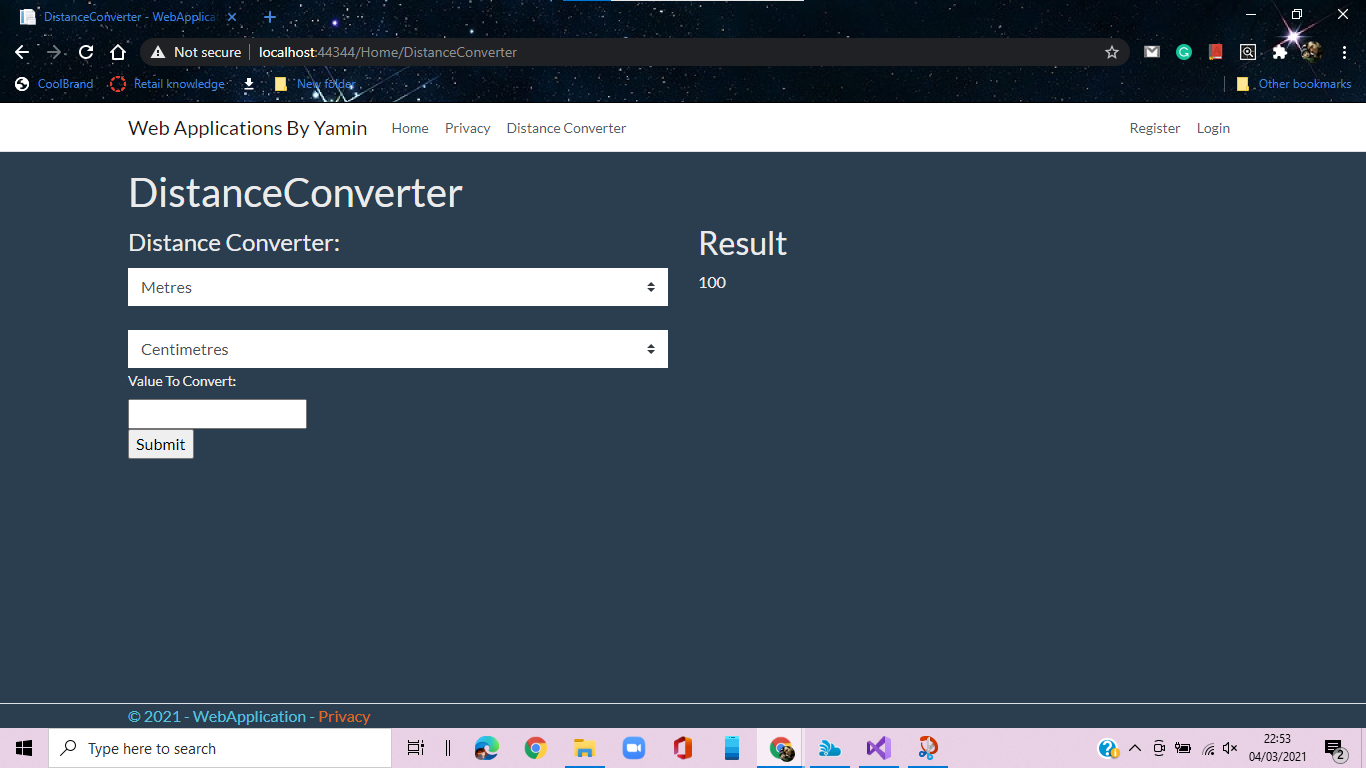 DistanceConverter - WebApplica
Not secure
localhost:44344/Home/DistanceConverter
CoolBrand
Retail knowledge
New folder
Other bookmarks
Web Applications By Yamin
Home
Privacy
Distance Converter
Register
Login
DistanceConverter
Distance Converter:
Result
Metres
100
Centimetres
Value To Convert:
Submit
© 2021 - WebApplication - Privacy
Type here to search
22:53
04/03/2021
2